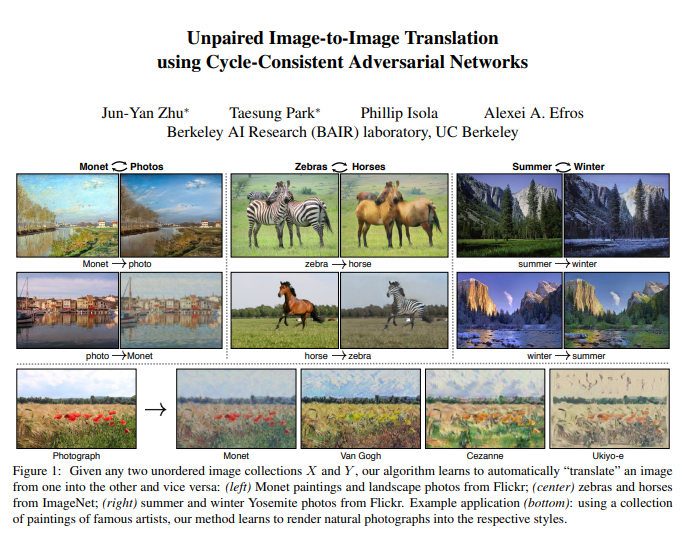 Unpaired Image-to-Image Translation
using Cycle-Consistent Adversarial Networks
Jun-Yan Zhu* Taesung Park* Phillip Isola Alexei A. Efros
Berkeley AI Research (BAIR) laboratory, UC Berkeley
Monet ⟳ Photos
Zebras ⟳ Horses
Summer ⟳ Winter
Monet → photo
zebra → horse
summer → winter
photo → Monet
horse → zebra
winter → summer
→
Photograph
Monet
Van Gogh
Cezanne
Ukiyo-e
Figure 1: Given any two unordered image collections X and Y, our algorithm learns to automatically “translate” an image
from one into the other and vice versa: (left) Monet paintings and landscape photos from Flickr; (center) zebras and horses
from ImageNet; (right) summer and winter Yosemite photos from Flickr. Example application (bottom): using a collection
of paintings of famous artists, our method learns to render natural photographs into the respective styles.